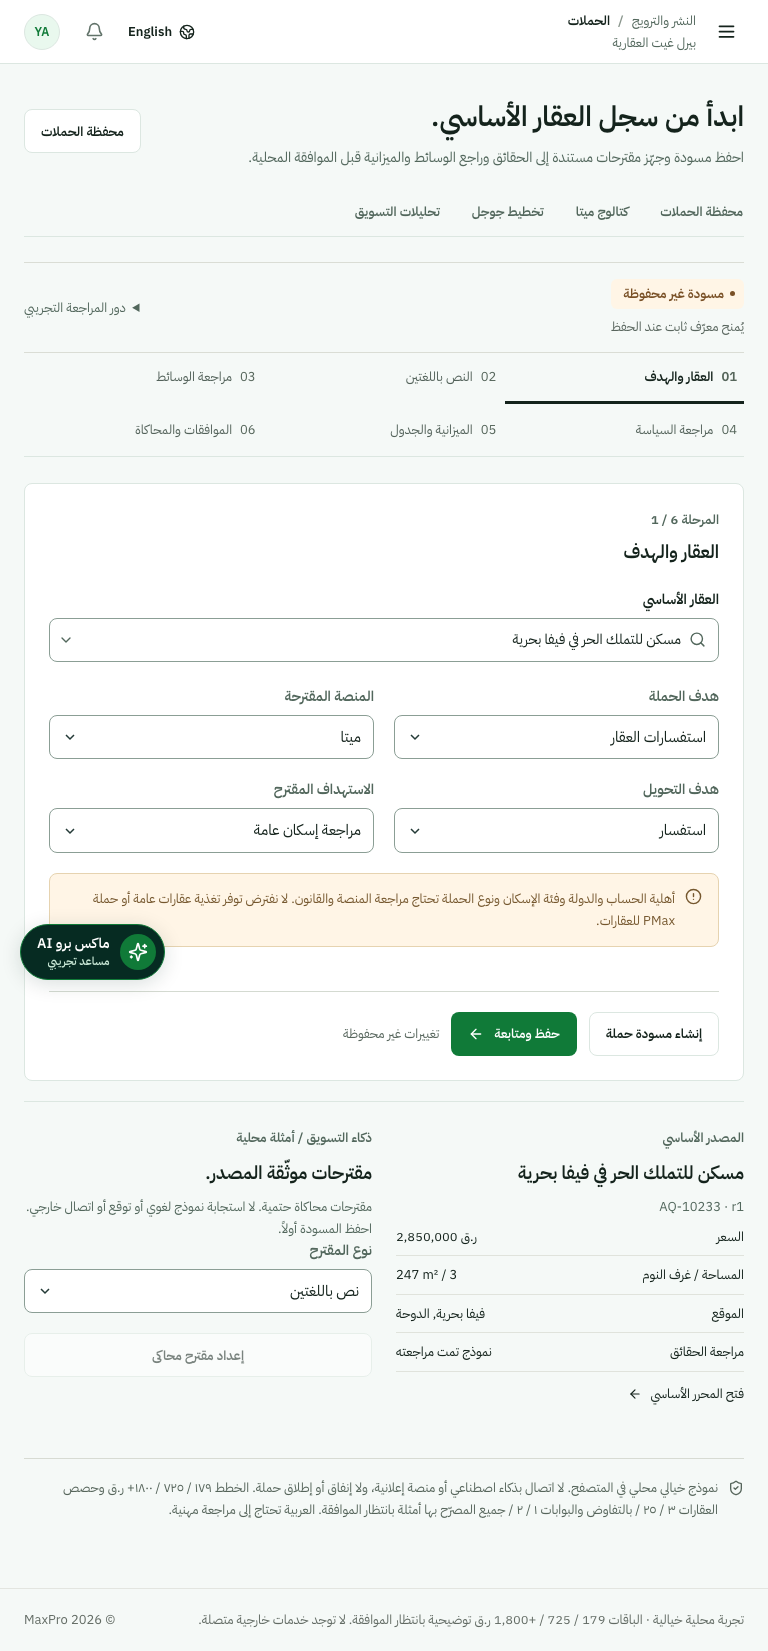 النشر والترويج / الحملات
بيرل غيت العقارية
English
YA
ابدأ من سجل العقار الأساسي.
احفظ مسودة وجهّز مقترحات مستندة إلى الحقائق وراجع الوسائط والميزانية قبل الموافقة المحلية.
محفظة الحملات
محفظة الحملات
كتالوج ميتا
تخطيط جوجل
تحليلات التسويق
مسودة غير محفوظة
يُمنح معرّف ثابت عند الحفظ
دور المراجعة التجريبي
01 العقار والهدف
02 النص باللغتين
03 مراجعة الوسائط
04 مراجعة السياسة
05 الميزانية والجدول
06 الموافقات والمحاكاة
المرحلة 6 / 1
العقار والهدف
العقار الأساسي
مسكن للتملك الحر في فيفا بحرية
هدف الحملة
استفسارات العقار
المنصة المقترحة
ميتا
هدف التحويل
استفسار
الاستهداف المقترح
مراجعة إسكان عامة
أهلية الحساب والدولة وفئة الإسكان ونوع الحملة تحتاج مراجعة المنصة والقانون. لا نفترض توفر تغذية عقارات عامة أو حملة
PMax للعقارات.
ماكس برو AI
مساعد تجريبي
إنشاء مسودة حملة
حفظ ومتابعة
تغييرات غير محفوظة
المصدر الأساسي
مسكن للتملك الحر في فيفا بحرية
AQ-10233 · r1
السعر
2,850,000 ر.ق
المساحة / غرف النوم
247 m² / 3
الموقع
فيفا بحرية, الدوحة
مراجعة الحقائق
نموذج تمت مراجعته
فتح المحرر الأساسي
ذكاء التسويق / أمثلة محلية
مقترحات موثّقة المصدر.
مقترحات محاكاة حتمية. لا استجابة نموذج لغوي أو توقع أو اتصال خارجي.
احفظ المسودة أولاً.
نوع المقترح
نص باللغتين
إعداد مقترح محاكى
نموذج خيالي محلي في المتصفح. لا اتصال بذكاء اصطناعي أو منصة إعلانية، ولا إنفاق أو إطلاق حملة. الخطط ١٧٩ / ٧٢٥ / ١٨٠٠+ ر.ق وحصص
العقارات ٣ / ٢٥ / بالتفاوض والبوابات ١ / ٢ / جميع المصرّح بها أمثلة بانتظار الموافقة. العربية تحتاج إلى مراجعة مهنية.
تجربة محلية خيالية · الباقات 179 / 725 / +1,800 ر.ق توضيحية بانتظار الموافقة. لا توجد خدمات خارجية متصلة.
© 2026 MaxPro